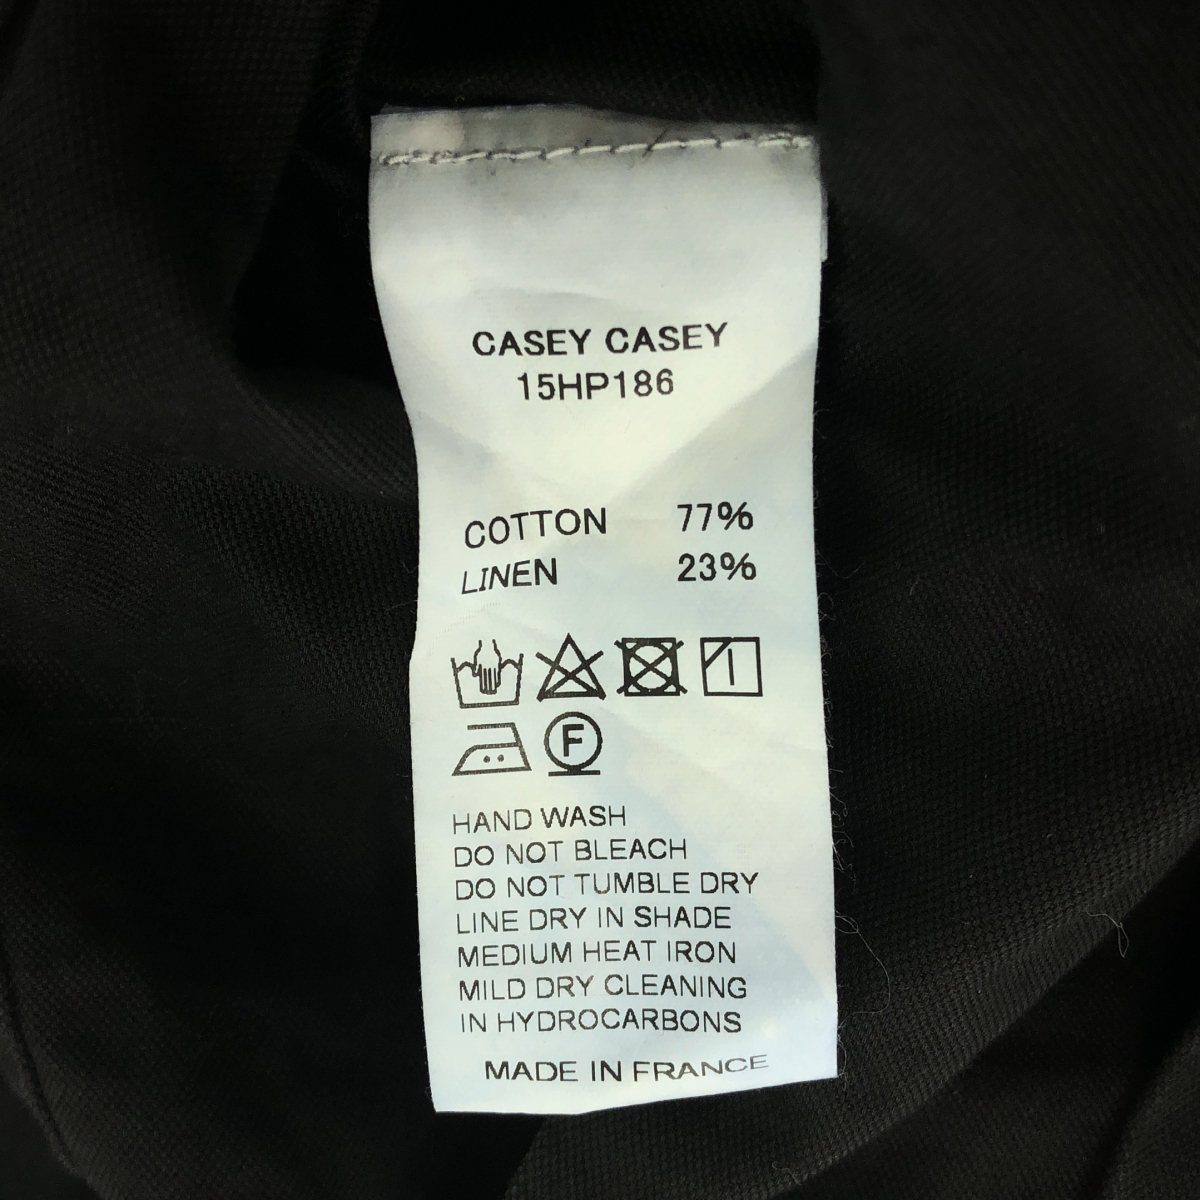 CASEY CASEY
15HP186
COTTON 77%
LINEN 23%
F
HAND WASH
DO NOT BLEACH
DO NOT TUMBLE DRY
LINE DRY IN SHADE
MEDIUM HEAT IRON
MILD DRY CLEANING
IN HYDROCARBONS
MADE IN FRANCE